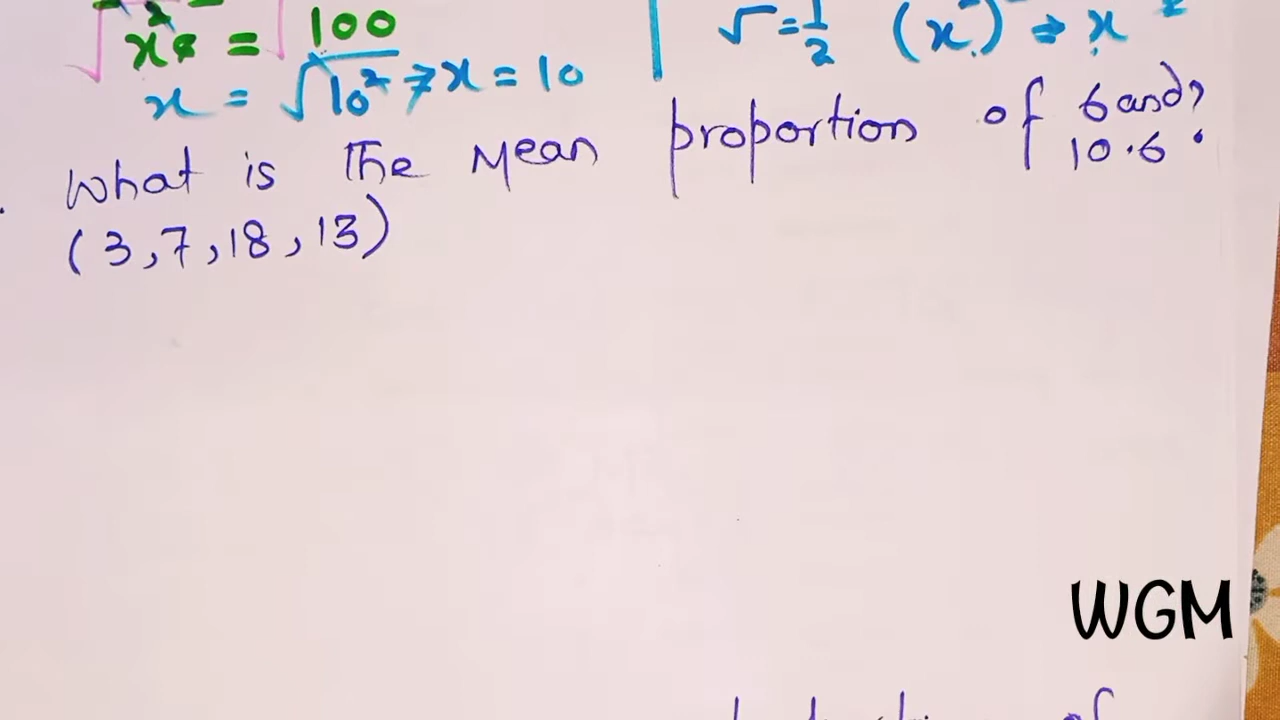 √x² = √100 | √ = 1/2 (x²) ⇒ x
x = √10² ⇒ x = 10
What is the Mean proportion of 6 and ?
10.6
(3, 7, 18, 13)
WGM
of